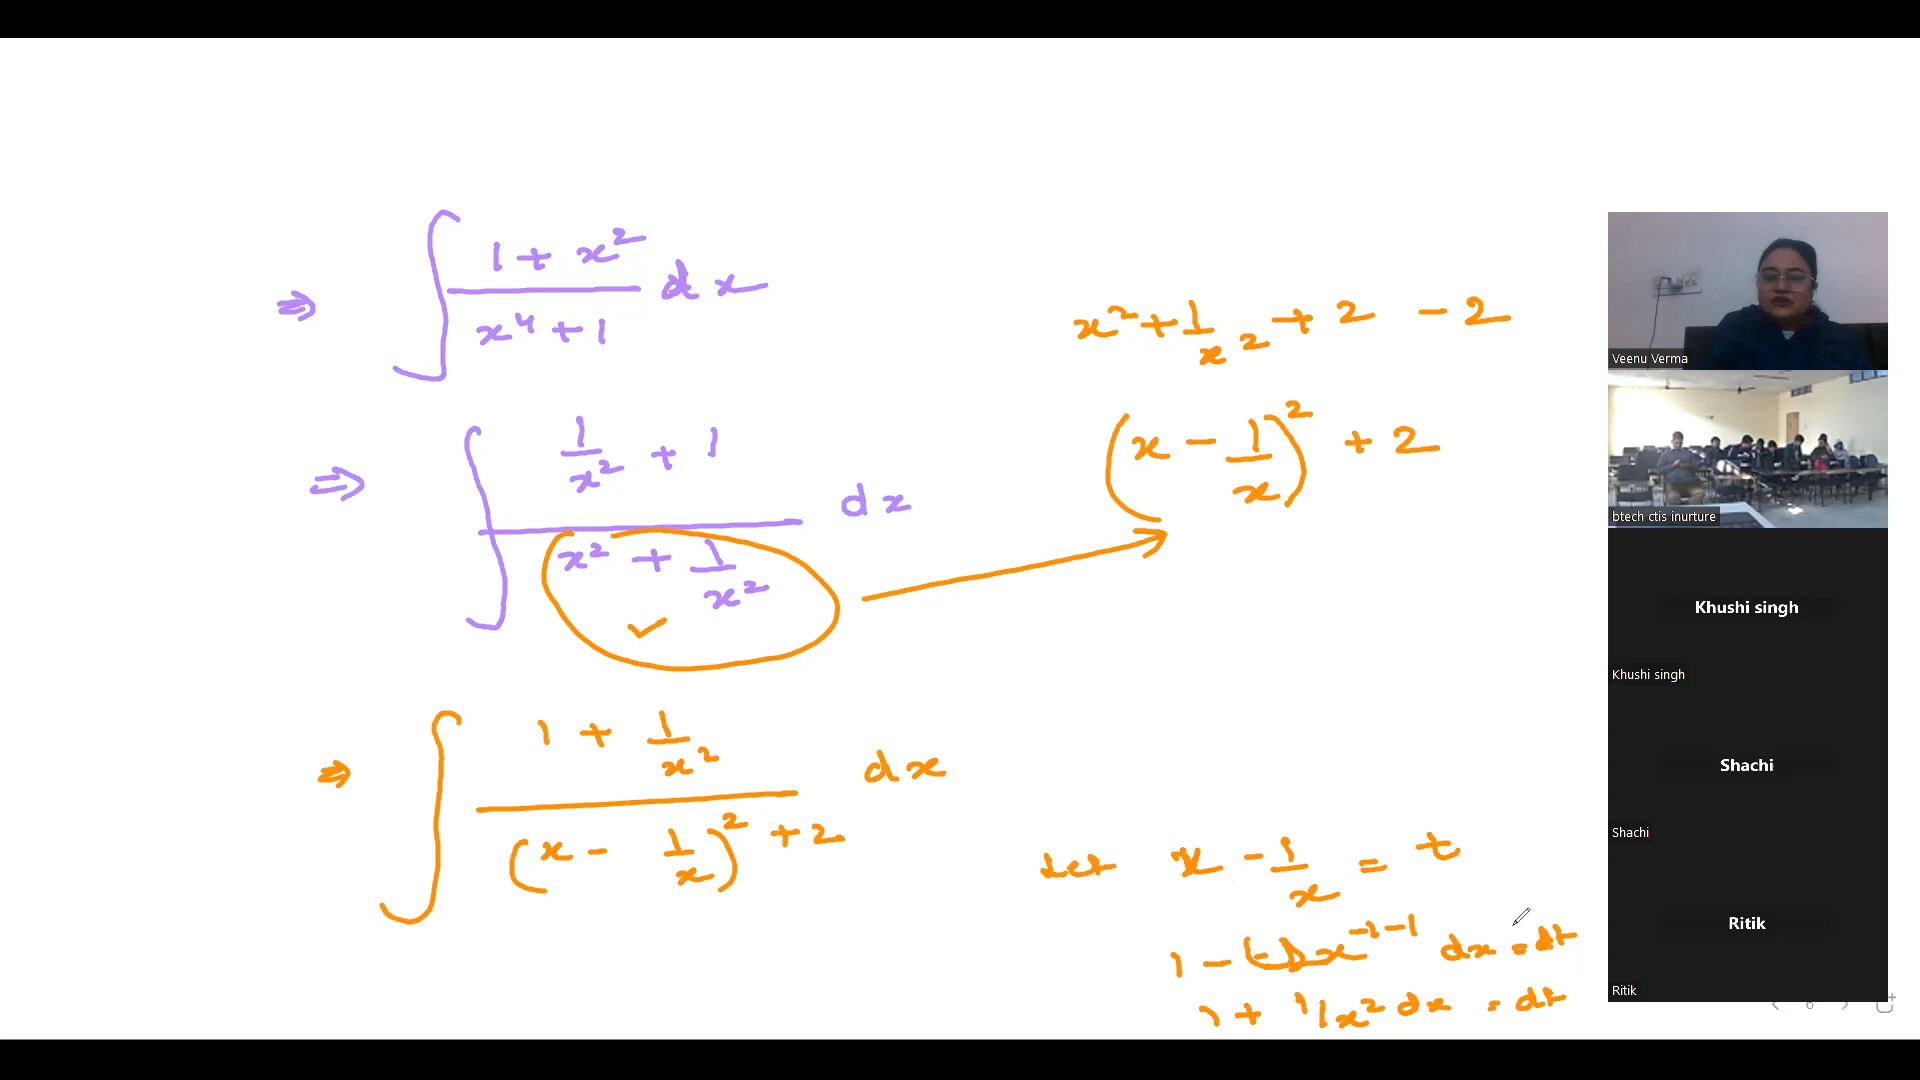 ⇒ ∫ (1 + x²)/(x⁴ + 1) dx
⇒ ∫ (1/x² + 1)/(x² + 1/x²) dx
x² + 1/x² + 2 - 2
(x - 1/x)² + 2
⇒ ∫ (1 + 1/x²)/((x - 1/x)² + 2) dx
Let x - 1/x = t
1 - (-1)x⁻¹⁻¹ dx = dt
1 + 1/x² dx = dt
Veenu Verma
btech ctis inurture
Khushi singh
Khushi singh
Shachi
Shachi
Ritik
Ritik
6